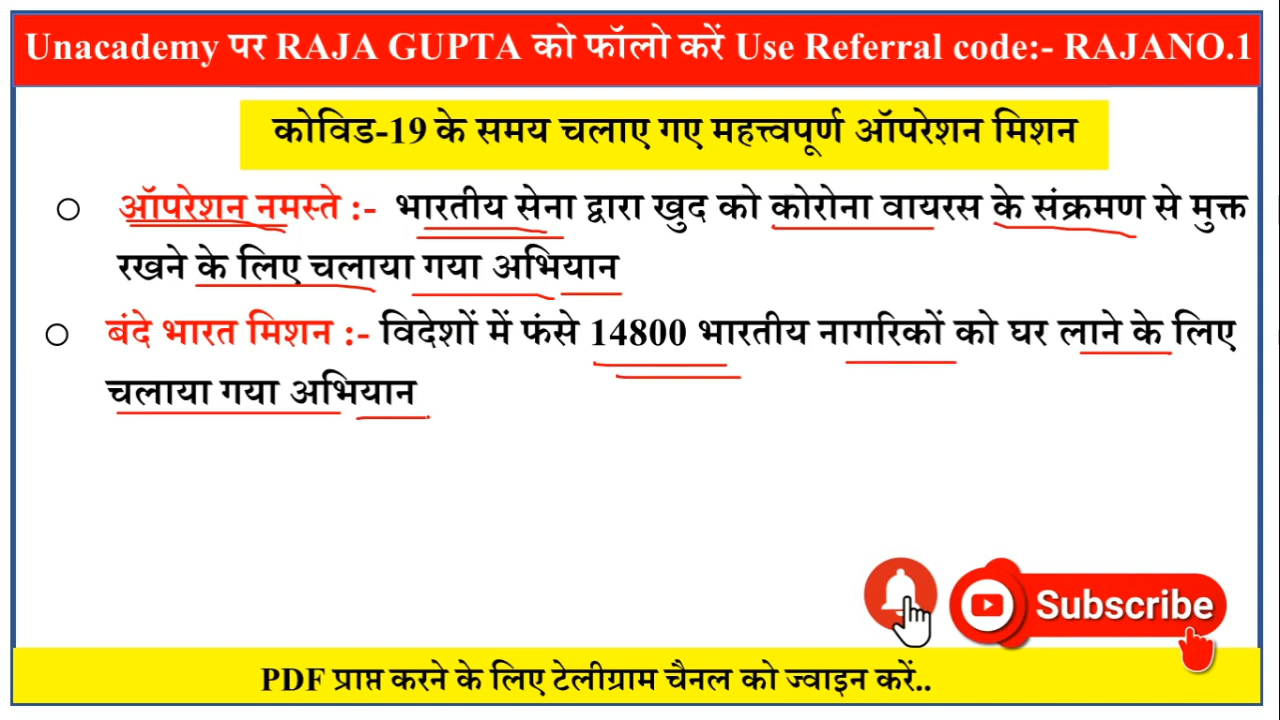 Unacademy पर RAJA GUPTA को फॉलो करें Use Referral code:- RAJANO.1
कोविड-19 के समय चलाए गए महत्त्वपूर्ण ऑपरेशन मिशन
ऑपरेशन नमस्ते :- भारतीय सेना द्वारा खुद को कोरोना वायरस के संक्रमण से मुक्त
रखने के लिए चलाया गया अभियान
बंदे भारत मिशन :- विदेशों में फंसे 14800 भारतीय नागरिकों को घर लाने के लिए
चलाया गया अभियान
Subscribe
PDF प्राप्त करने के लिए टेलीग्राम चैनल को ज्वाइन करें..